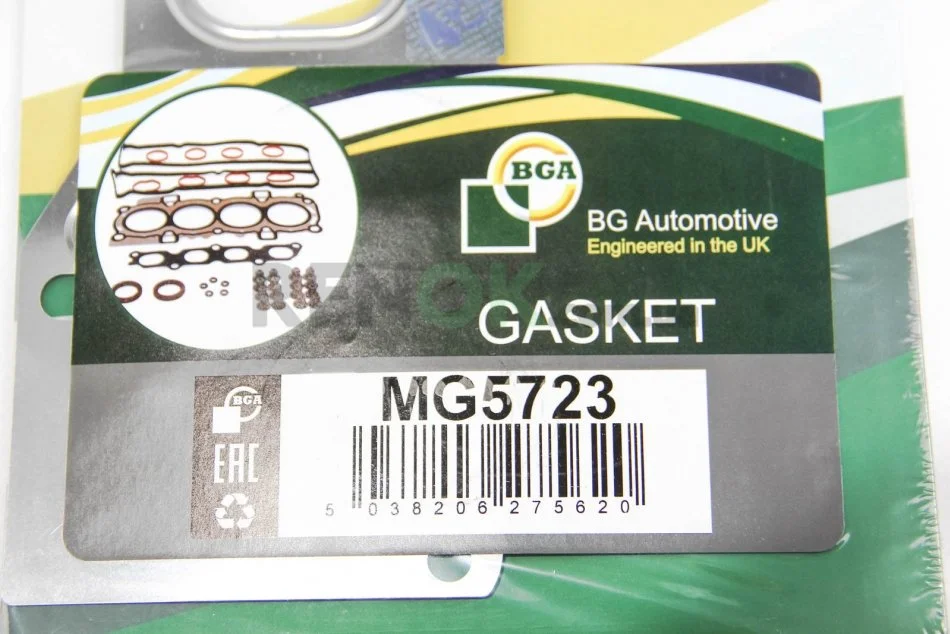 BGA
BG Automotive
Engineered in the UK
GASKET
MG5723
BGA
EAC
5 038206 275620